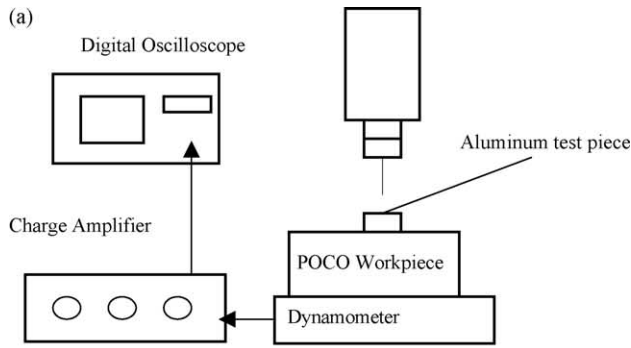 (a)
Digital Oscilloscope
Aluminum test piece
Charge Amplifier
POCO Workpiece
Dynamometer